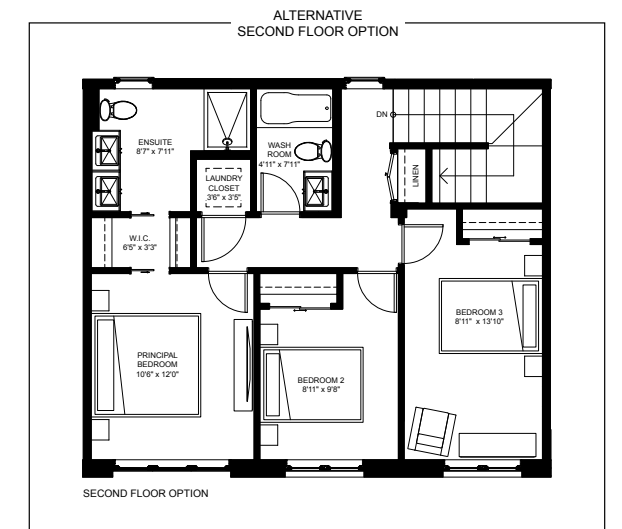 ALTERNATIVE
SECOND FLOOR OPTION
DN
ENSUITE
8'7" x 7'11"
WASH
ROOM
4'11" x 7'11"
LINEN
LAUNDRY
CLOSET
3'6" x 3'5"
W.I.C.
6'5" x 3'3"
BEDROOM 3
8'11" x 13'10"
PRINCIPAL
BEDROOM
10'6" x 12'0"
BEDROOM 2
8'11" x 9'8"
SECOND FLOOR OPTION